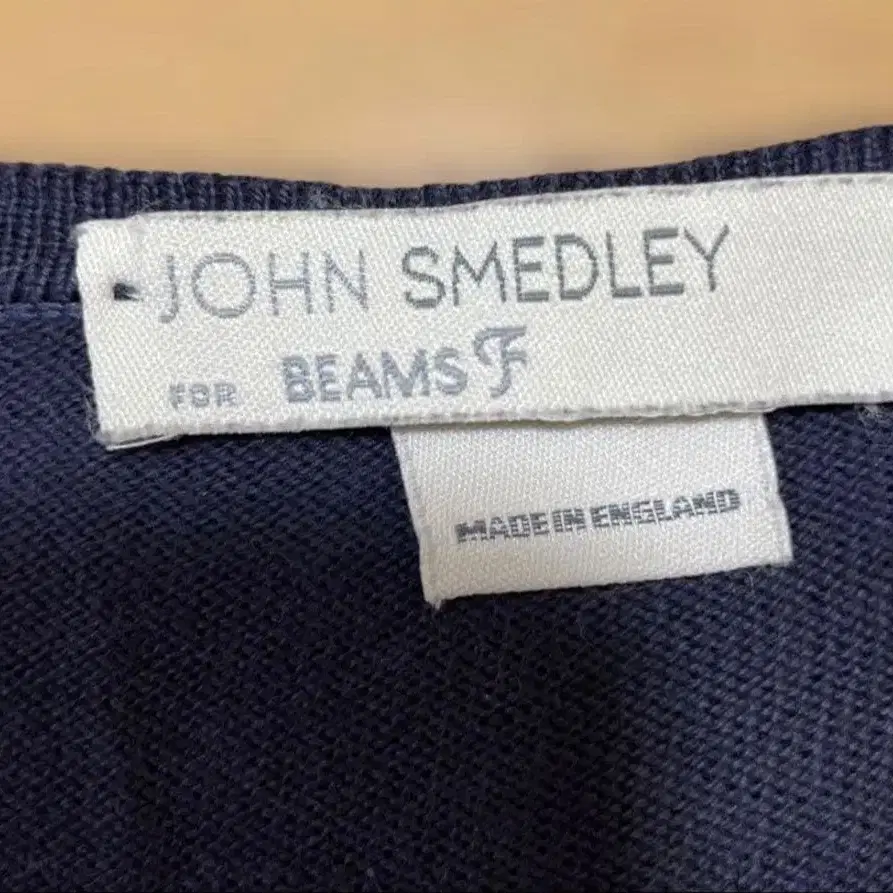 JOHN SMEDLEY
FOR BEAMS F
MADE IN ENGLAND